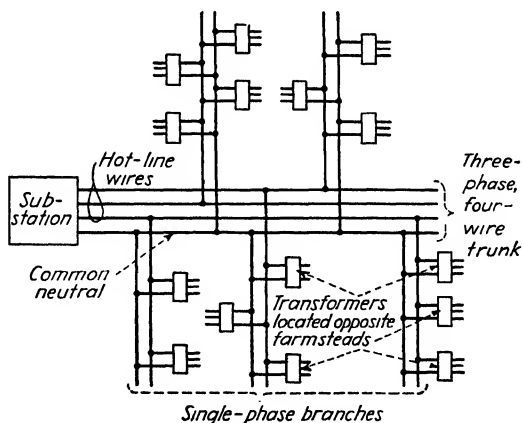 Hot-line
wires
Sub-
station
Three-
phase,
four-
wire
trunk
Common
neutral
Transformers
located opposite
farmsteads
Single-phase branches